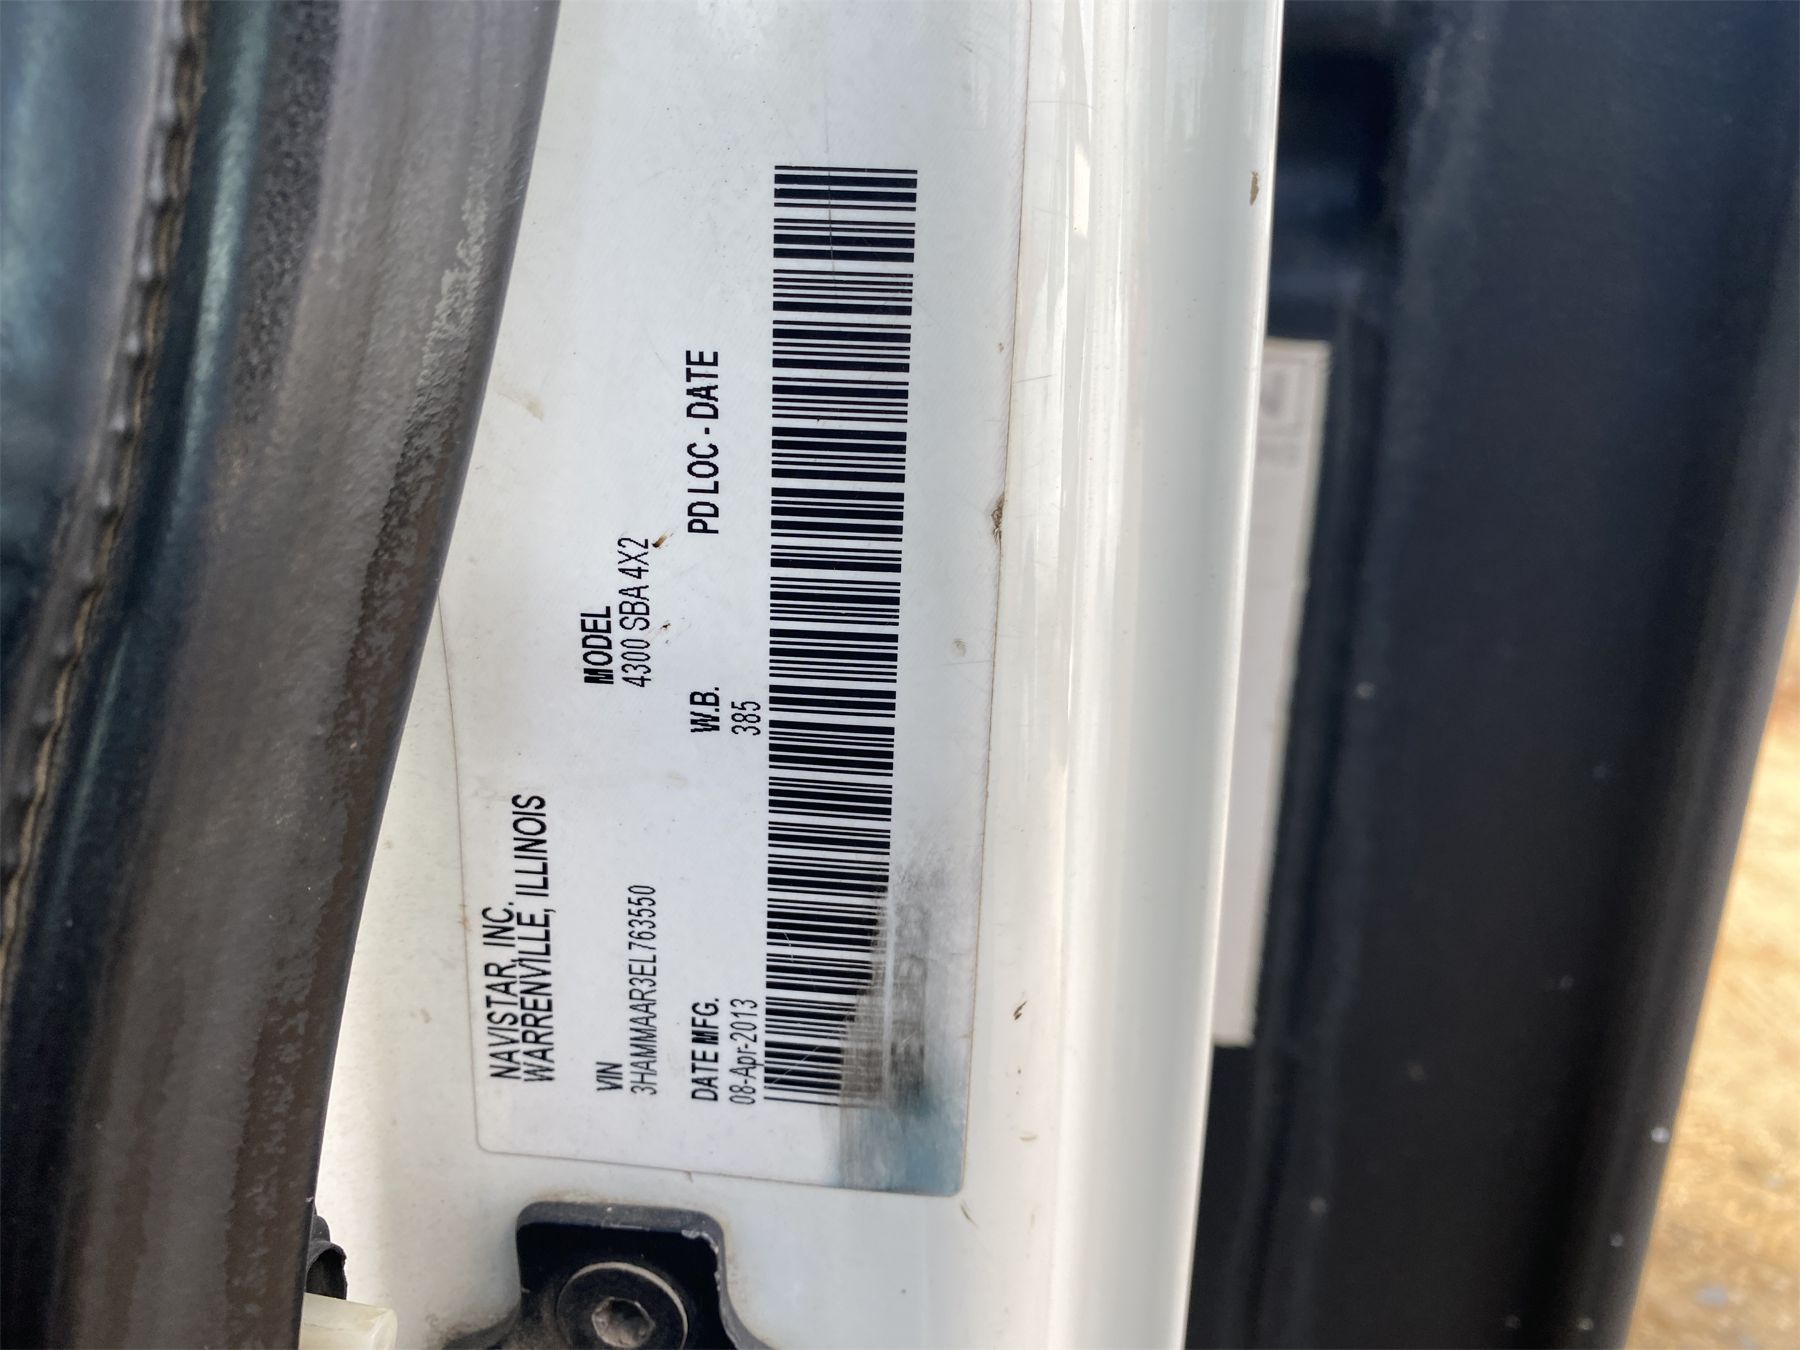 NAVISTAR, INC.
WARRENVILLE, ILLINOIS
VIN
3HAMMAAR3EL763550
MODEL
4300 SBA 4X2
DATE MFG.
08-Apr-2013
W.B.
385
PD LOC - DATE